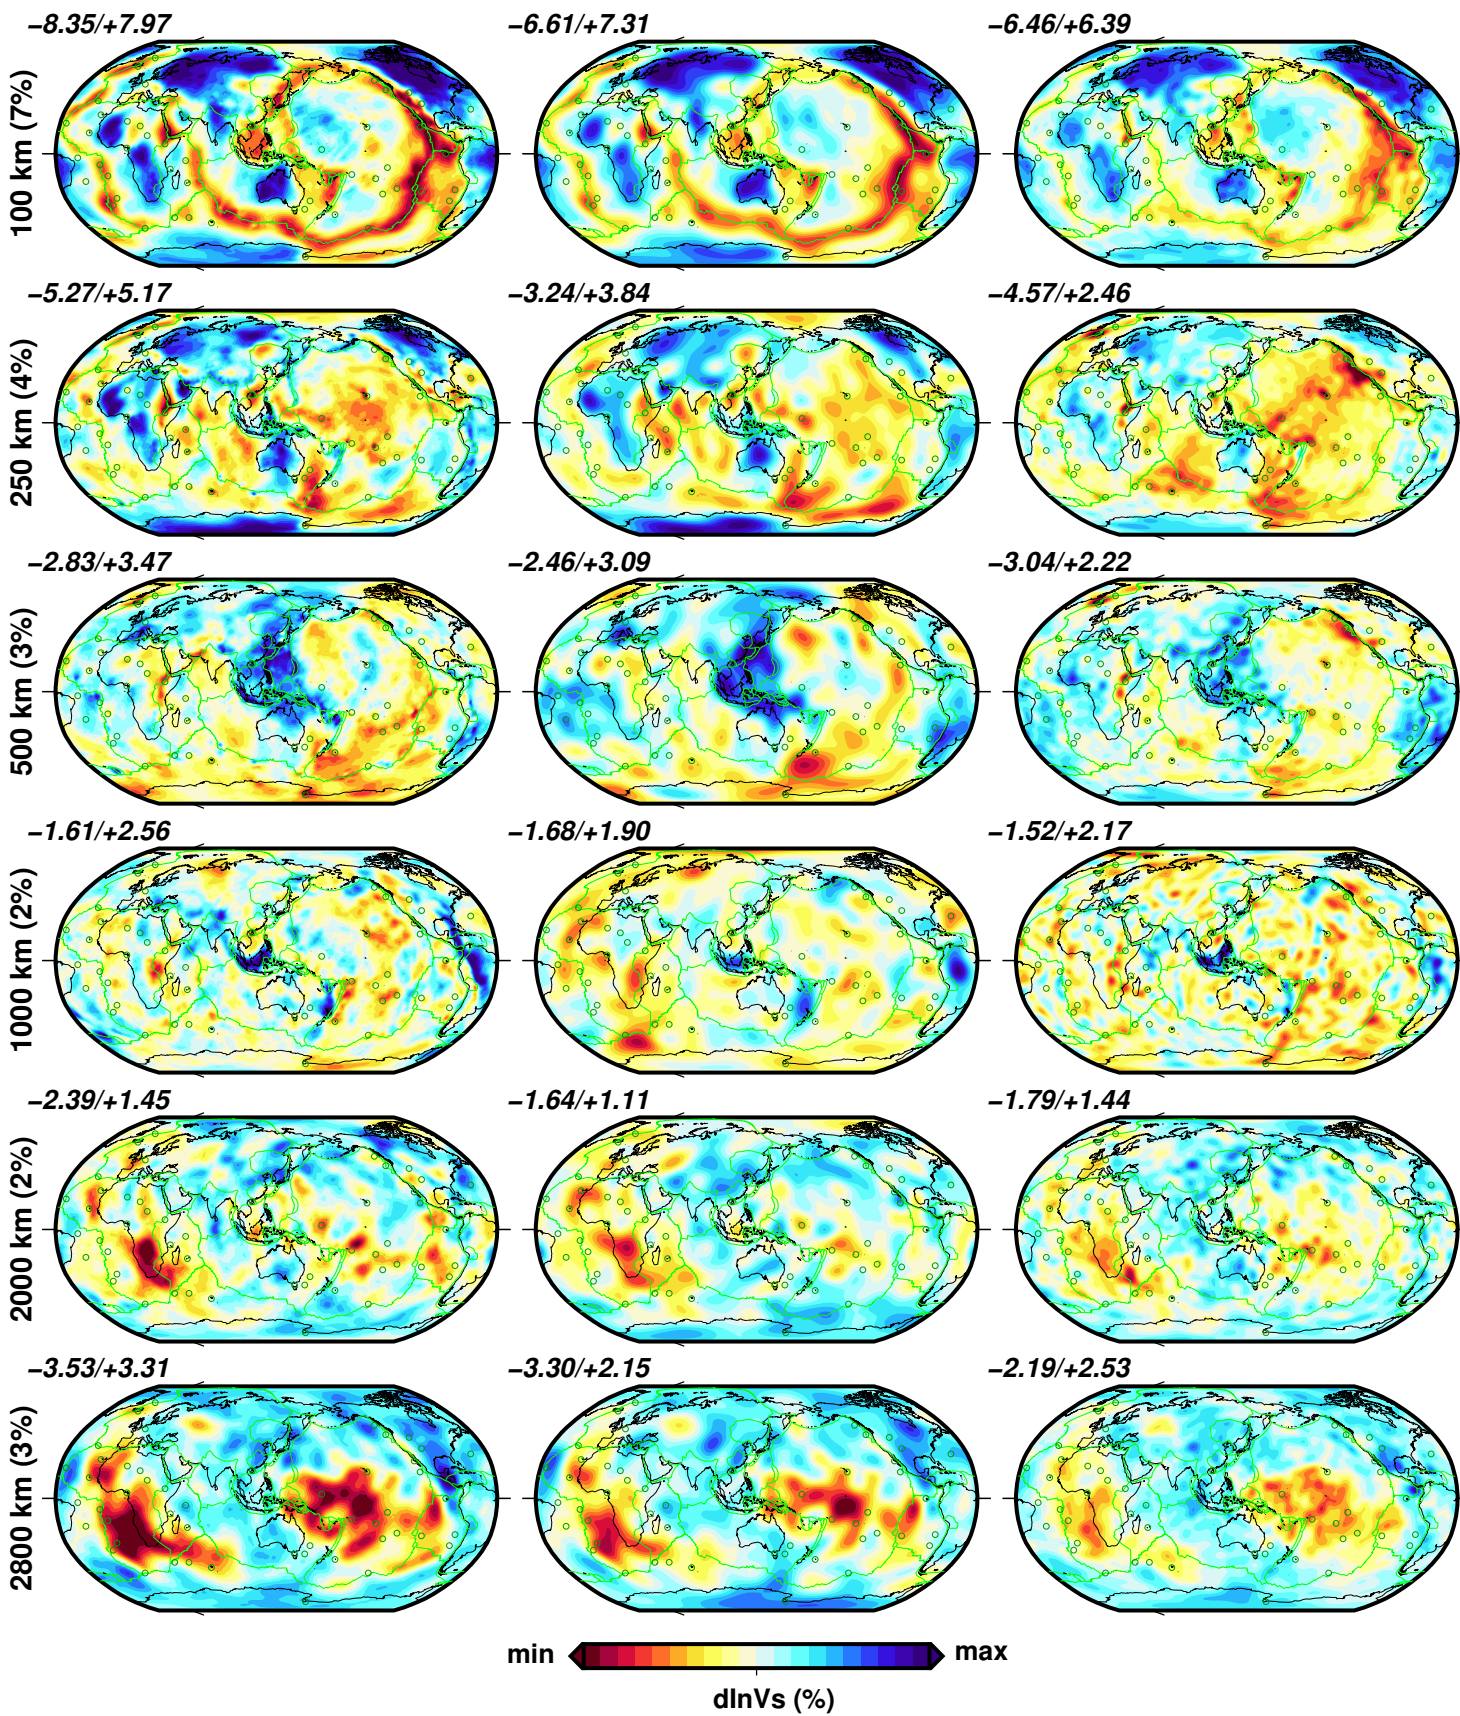 −8.35/+7.97 −6.61/+7.31 −6.46/+6.39
100 km (7%)
−5.27/+5.17 −3.24/+3.84 −4.57/+2.46
250 km (4%)
−2.83/+3.47 −2.46/+3.09 −3.04/+2.22
500 km (3%)
−1.61/+2.56 −1.68/+1.90 −1.52/+2.17
1000 km (2%)
−2.39/+1.45 −1.64/+1.11 −1.79/+1.44
2000 km (2%)
−3.53/+3.31 −3.30/+2.15 −2.19/+2.53
2800 km (3%)
min max
dlnVs (%)